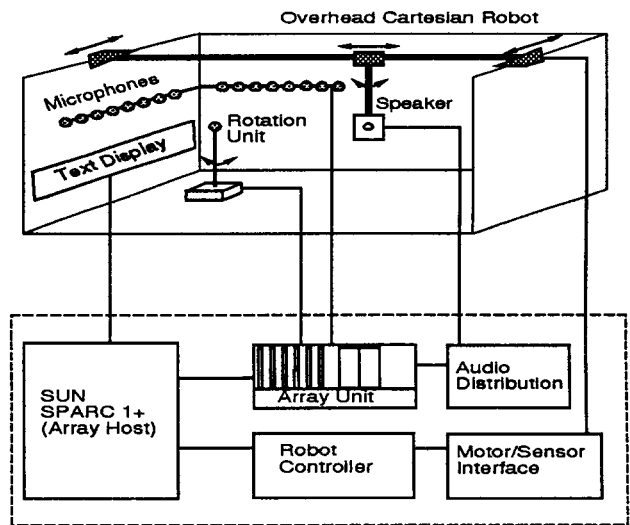 Overhead Cartesian Robot
Microphones
Speaker
Rotation
Unit
Text Display
SUN
SPARC 1+
(Array Host)
Array Unit
Audio
Distribution
Robot
Controller
Motor/Sensor
Interface